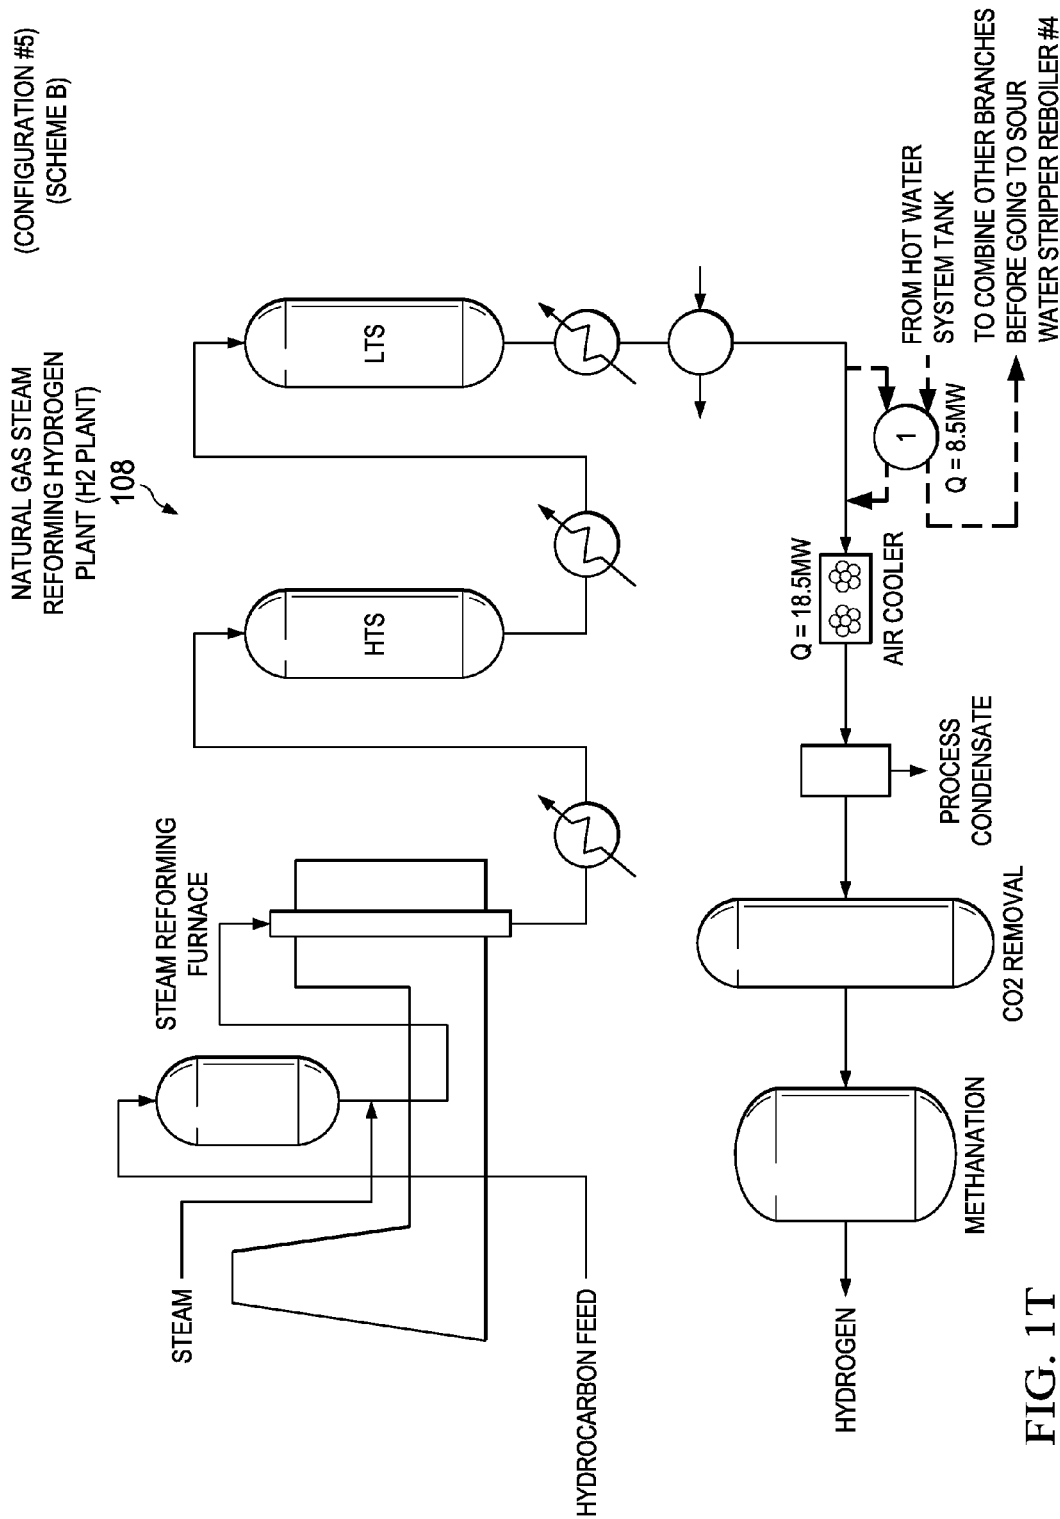 NATURAL GAS STEAM
REFORMING HYDROGEN
PLANT (H2 PLANT)
108
(CONFIGURATION #5)
(SCHEME B)
STEAM
HYDROCARBON FEED
STEAM REFORMING
FURNACE
HTS
LTS
HYDROGEN
METHANATION
CO2 REMOVAL
PROCESS
CONDENSATE
Q = 18.5MW
AIR COOLER
1
Q = 8.5MW
FROM HOT WATER
SYSTEM TANK
TO COMBINE OTHER BRANCHES
BEFORE GOING TO SOUR
WATER STRIPPER REBOILER #4
FIG. 1T